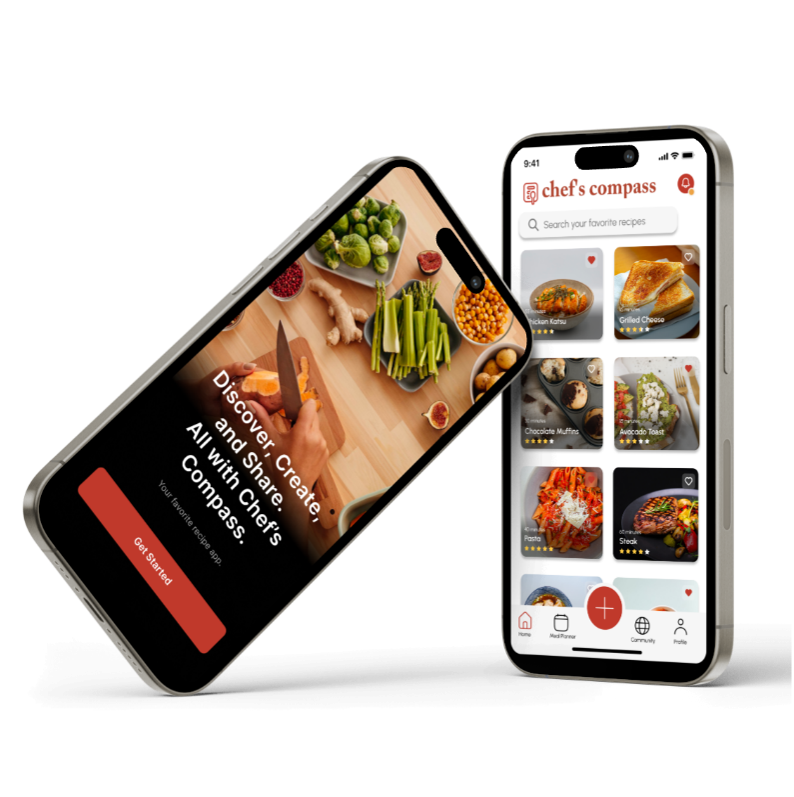 Discover, Create,
and Share.
All with Chef's
Compass.
Your favorite recipe app.
Get Started
9:41
chef's compass
Search your favorite recipes
Chicken Katsu
Grilled Cheese
Chocolate Muffins
Avocado Toast
Pasta
Steak
Home
Meal Planner
Community
Profile